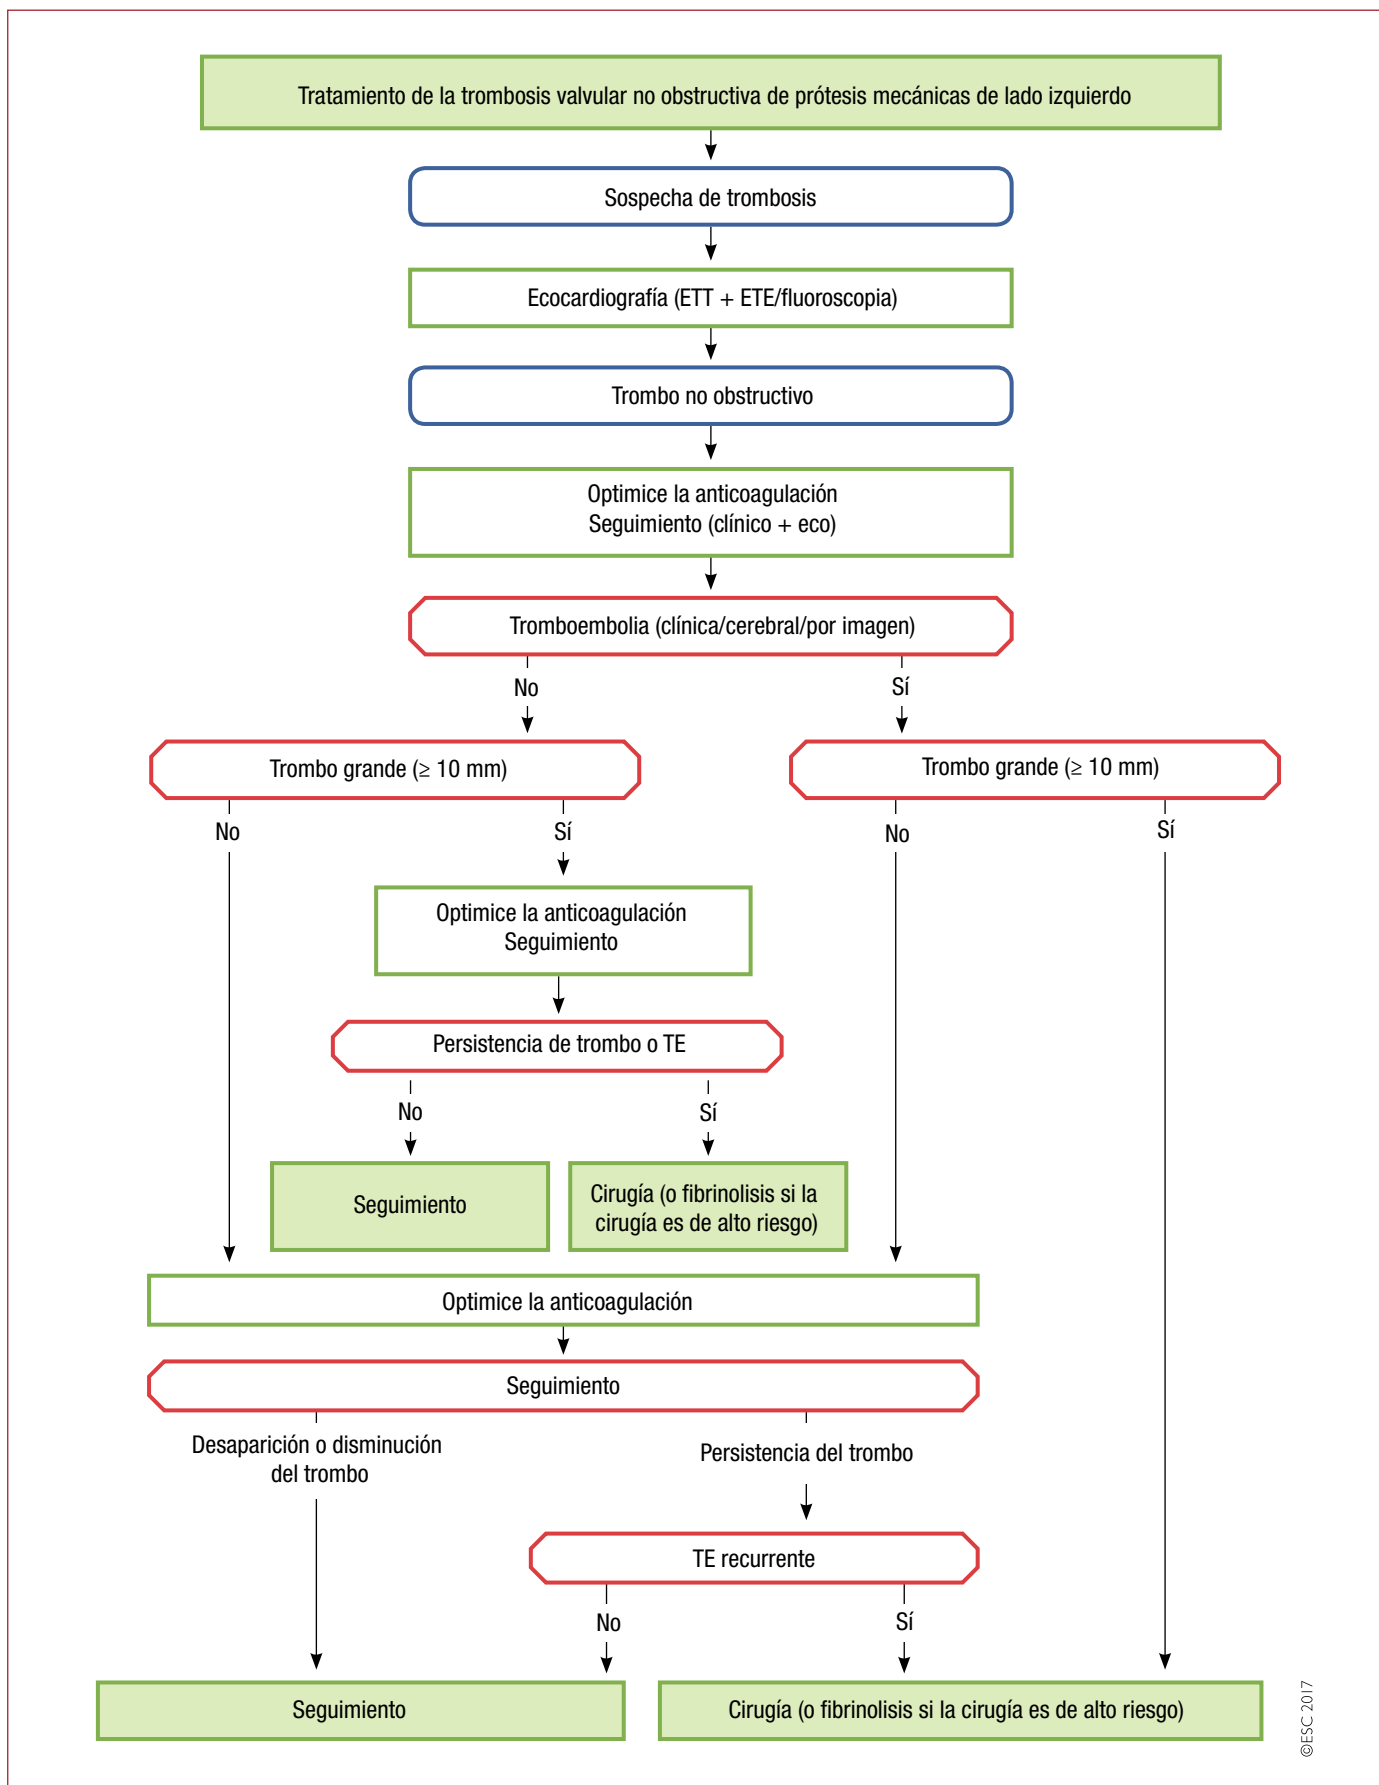 Tratamiento de la trombosis valvular no obstructiva de prótesis mecánicas de lado izquierdo
Sospecha de trombosis
Ecocardiografía (ETT + ETE/fluoroscopia)
Trombo no obstructivo
Optimice la anticoagulación
Seguimiento (clínico + eco)
Tromboembolia (clínica/cerebral/por imagen)
No
Sí
Trombo grande (≥ 10 mm)
Trombo grande (≥ 10 mm)
No
Sí
No
Sí
Optimice la anticoagulación
Seguimiento
Persistencia de trombo o TE
No
Sí
Seguimiento
Cirugía (o fibrinolisis si la
cirugía es de alto riesgo)
Optimice la anticoagulación
Seguimiento
Desaparición o disminución
del trombo
Persistencia del trombo
TE recurrente
No
Sí
Seguimiento
Cirugía (o fibrinolisis si la cirugía es de alto riesgo)
©ESC 2017